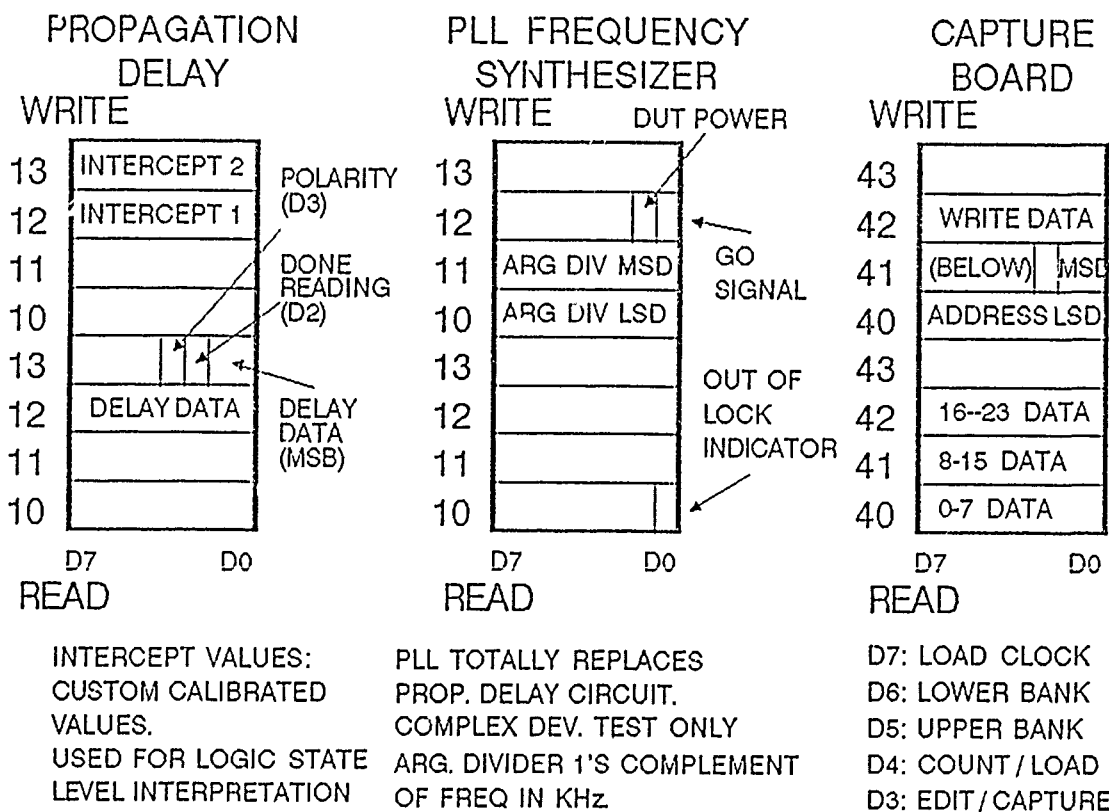 PROPAGATION
DELAY
WRITE
13 INTERCEPT 2
12 INTERCEPT 1
11
10
13
12 DELAY DATA
11
10
POLARITY
(D3)
DONE
READING
(D2)
DELAY
DATA
(MSB)
D7 D0
READ
INTERCEPT VALUES:
CUSTOM CALIBRATED
VALUES.
USED FOR LOGIC STATE
LEVEL INTERPRETATION
PLL FREQUENCY
SYNTHESIZER
WRITE
DUT POWER
13
12
11 ARG DIV MSD
10 ARG DIV LSD
13
12
11
10
GO
SIGNAL
OUT OF
LOCK
INDICATOR
D7 D0
READ
PLL TOTALLY REPLACES
PROP. DELAY CIRCUIT.
COMPLEX DEV. TEST ONLY
ARG. DIVIDER 1'S COMPLEMENT
OF FREQ IN KHz
CAPTURE
BOARD
WRITE
43
42 WRITE DATA
41 (BELOW) MSD
40 ADDRESS LSD
43
42 16--23 DATA
41 8-15 DATA
40 0-7 DATA
D7 D0
READ
D7: LOAD CLOCK
D6: LOWER BANK
D5: UPPER BANK
D4: COUNT / LOAD
D3: EDIT / CAPTURE